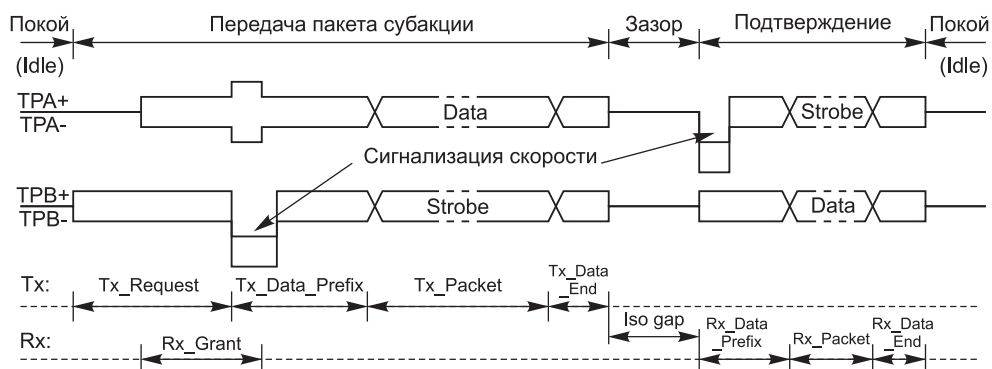 Покой Передача пакета субакции Зазор Подтверждение Покой
(Idle) (Idle)
TPA+
TPA-
Data Strobe
Сигнализация скорости
TPB+
TPB-
Strobe Data
Tx: Tx_Request Tx_Data_Prefix Tx_Packet Tx_Data
_End
Iso gap
Rx: Rx_Grant Rx_Data
_Prefix Rx_Packet Rx_Data
_End